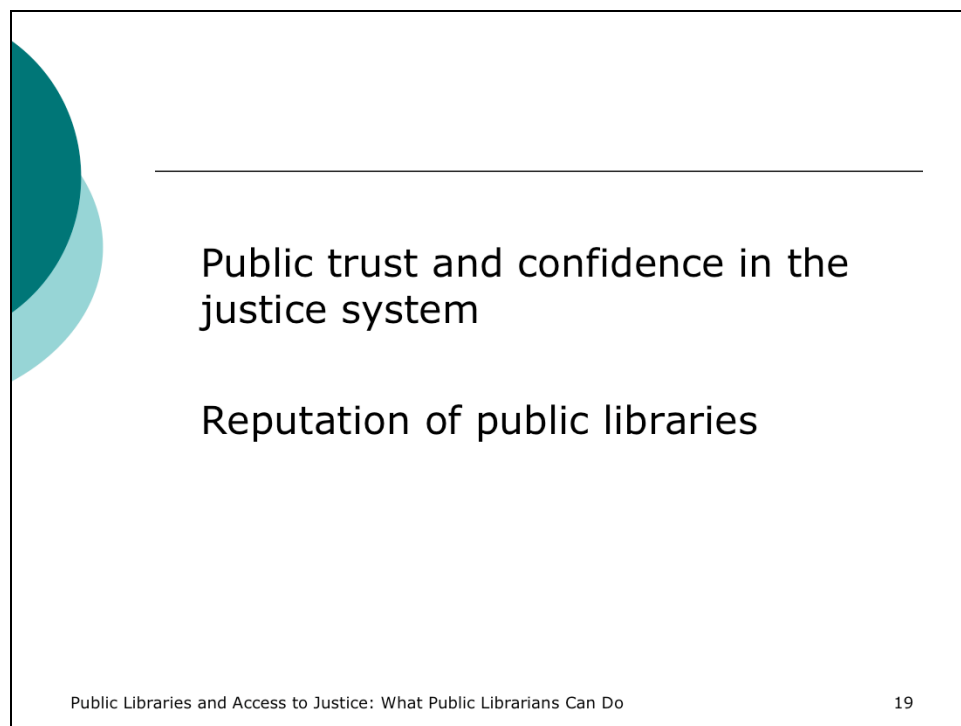 Public trust and confidence in the
justice system
Reputation of public libraries
Public Libraries and Access to Justice: What Public Librarians Can Do
19